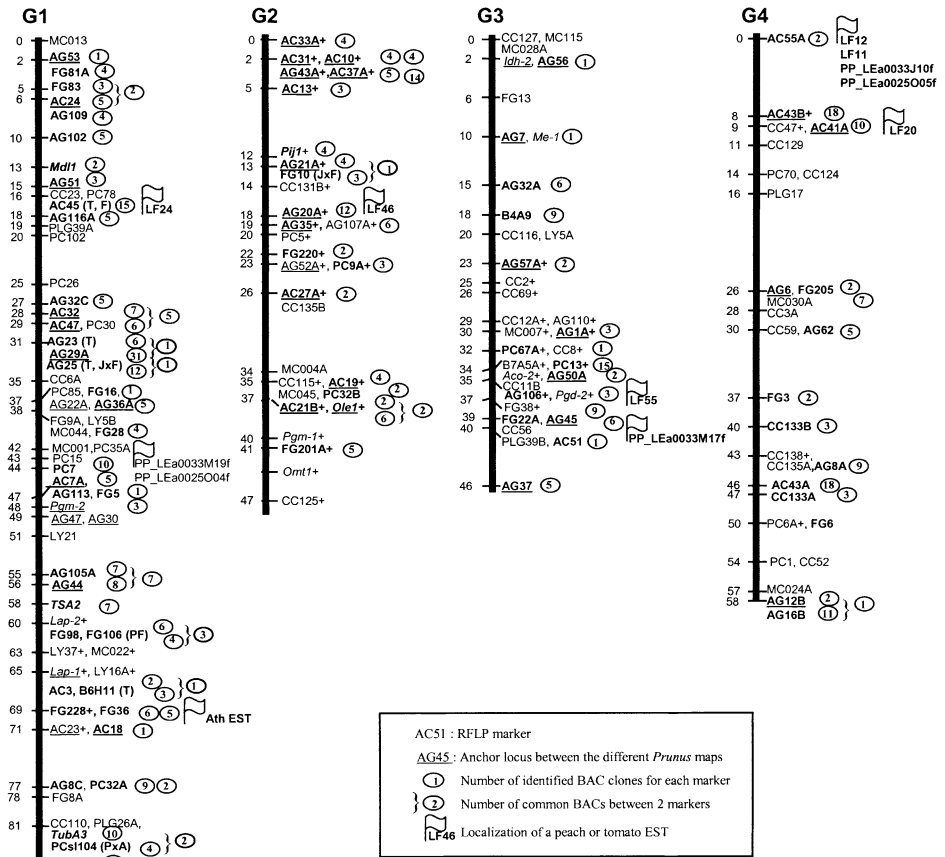 G1
0 MC013
2 AG53 1
FG81A 4
5 FG83 3
6 AC24 5 } 2
AG109 4
10 AG102 5
13 Mdl1 2
15 AG51 3
16 CC23, PC78
AC45 (T, F) 15 LF24
18 AG116A 5
19 PLG39A
20 PC102
25 PC26
27 AG32C 5
28 AC32 7
29 AC47, PC30 6 } 5
31 AG23 (T) 6
AG29A 31 } 1
AG25 (T, JxF) 12 } 1
35 CC6A
PC85, FG16, 1
37 AG22A, AG36A 5
38 FG9A, LY5B
MC044, FG28 4
42 MC001,PC35A
43 PC15 PP_LEa0033M19f
44 PC7 10
AC7A, 5 PP_LEa0025O04f
47 AG113, FG5 1
48 Pgm-2 3
49 AG47, AG30
51 LY21
55 AG105A 7
56 AG44 8 } 7
58 TSA2 7
60 Lap-2+
FG98, FG106 (PF) 6 4 } 3
63 LY37+, MC022+
65 Lap-1+, LY16A+
AC3, B6H11 (T) 2 3 } 1
69 FG228+, FG36 6 5 Ath EST
71 AC23+, AC18 1
77 AG8C, PC32A 9 2
78 FG8A
81 CC110, PLG26A,
TubA3 10
PCsI104 (PxA) 4 } 2
G2
0 AC33A+ 4
2 AC31+, AC10+ 4 4
AG43A+,AC37A+ 5 14
5 AC13+ 3
12 Pij1+ 4
13 AG21A+ 4
FG10 (JxF) 3 } 1
14 CC131B+
18 AG20A+ 12 LF46
19 AG35+, AG107A+ 6
20 PC5+
22 FG220+ 2
23 AG52A+, PC9A+ 3
26 AC27A+ 2
CC135B
34 MC004A
35 CC115+, AC19+ 4
MC045, PC32B 2
37 AC21B+, Ole1+ 2 6 } 2
40 Pgm-1+
41 FG201A+ 5
44 Omt1+
47 CC125+
G3
0 CC127, MC115
MC028A
2 Idh-2, AG56 1
6 FG13
10 AG7, Me-1 1
15 AG32A 6
18 B4A9 9
20 CC116, LY5A
23 AG57A+ 2
25 CC2+
26 CC69+
29 CC12A+, AG110+
30 MC007+, AG1A+ 3
32 PC67A+, CC8+ 1
34 B7A5A+, PC13+ 15
35 Aco-2+, AG50A 2
CC11B
37 AG106+, Pgd-2+ 3 LF55
FG38+ 9
39 FG22A, AG45 6
40 CC56 PP_LEa0033M17f
PLG39B, AC51 1
46 AG37 5
G4
0 AC55A 2 LF12
LF11
PP_LEa0033J10f
PP_LEa0025O05f
8 AC43B+ 18
9 CC47+, AC41A 10 LF20
11 CC129
14 PC70, CC124
16 PLG17
26 AG6, FG205 2
MC030A 7
28 CC3A
30 CC59, AG62 5
37 FG3 2
40 CC133B 3
43 CC138+,
CC135A,AG8A 9
46 AC43A 18
47 CC133A 3
50 PC6A+, FG6
54 PC1, CC52
57 MC024A
58 AG12B 2
AG16B 11 } 1
AC51 : RFLP marker
AG45 : Anchor locus between the different Prunus maps
1 Number of identified BAC clones for each marker
} 2 Number of common BACs between 2 markers
LF46 Localization of a peach or tomato EST